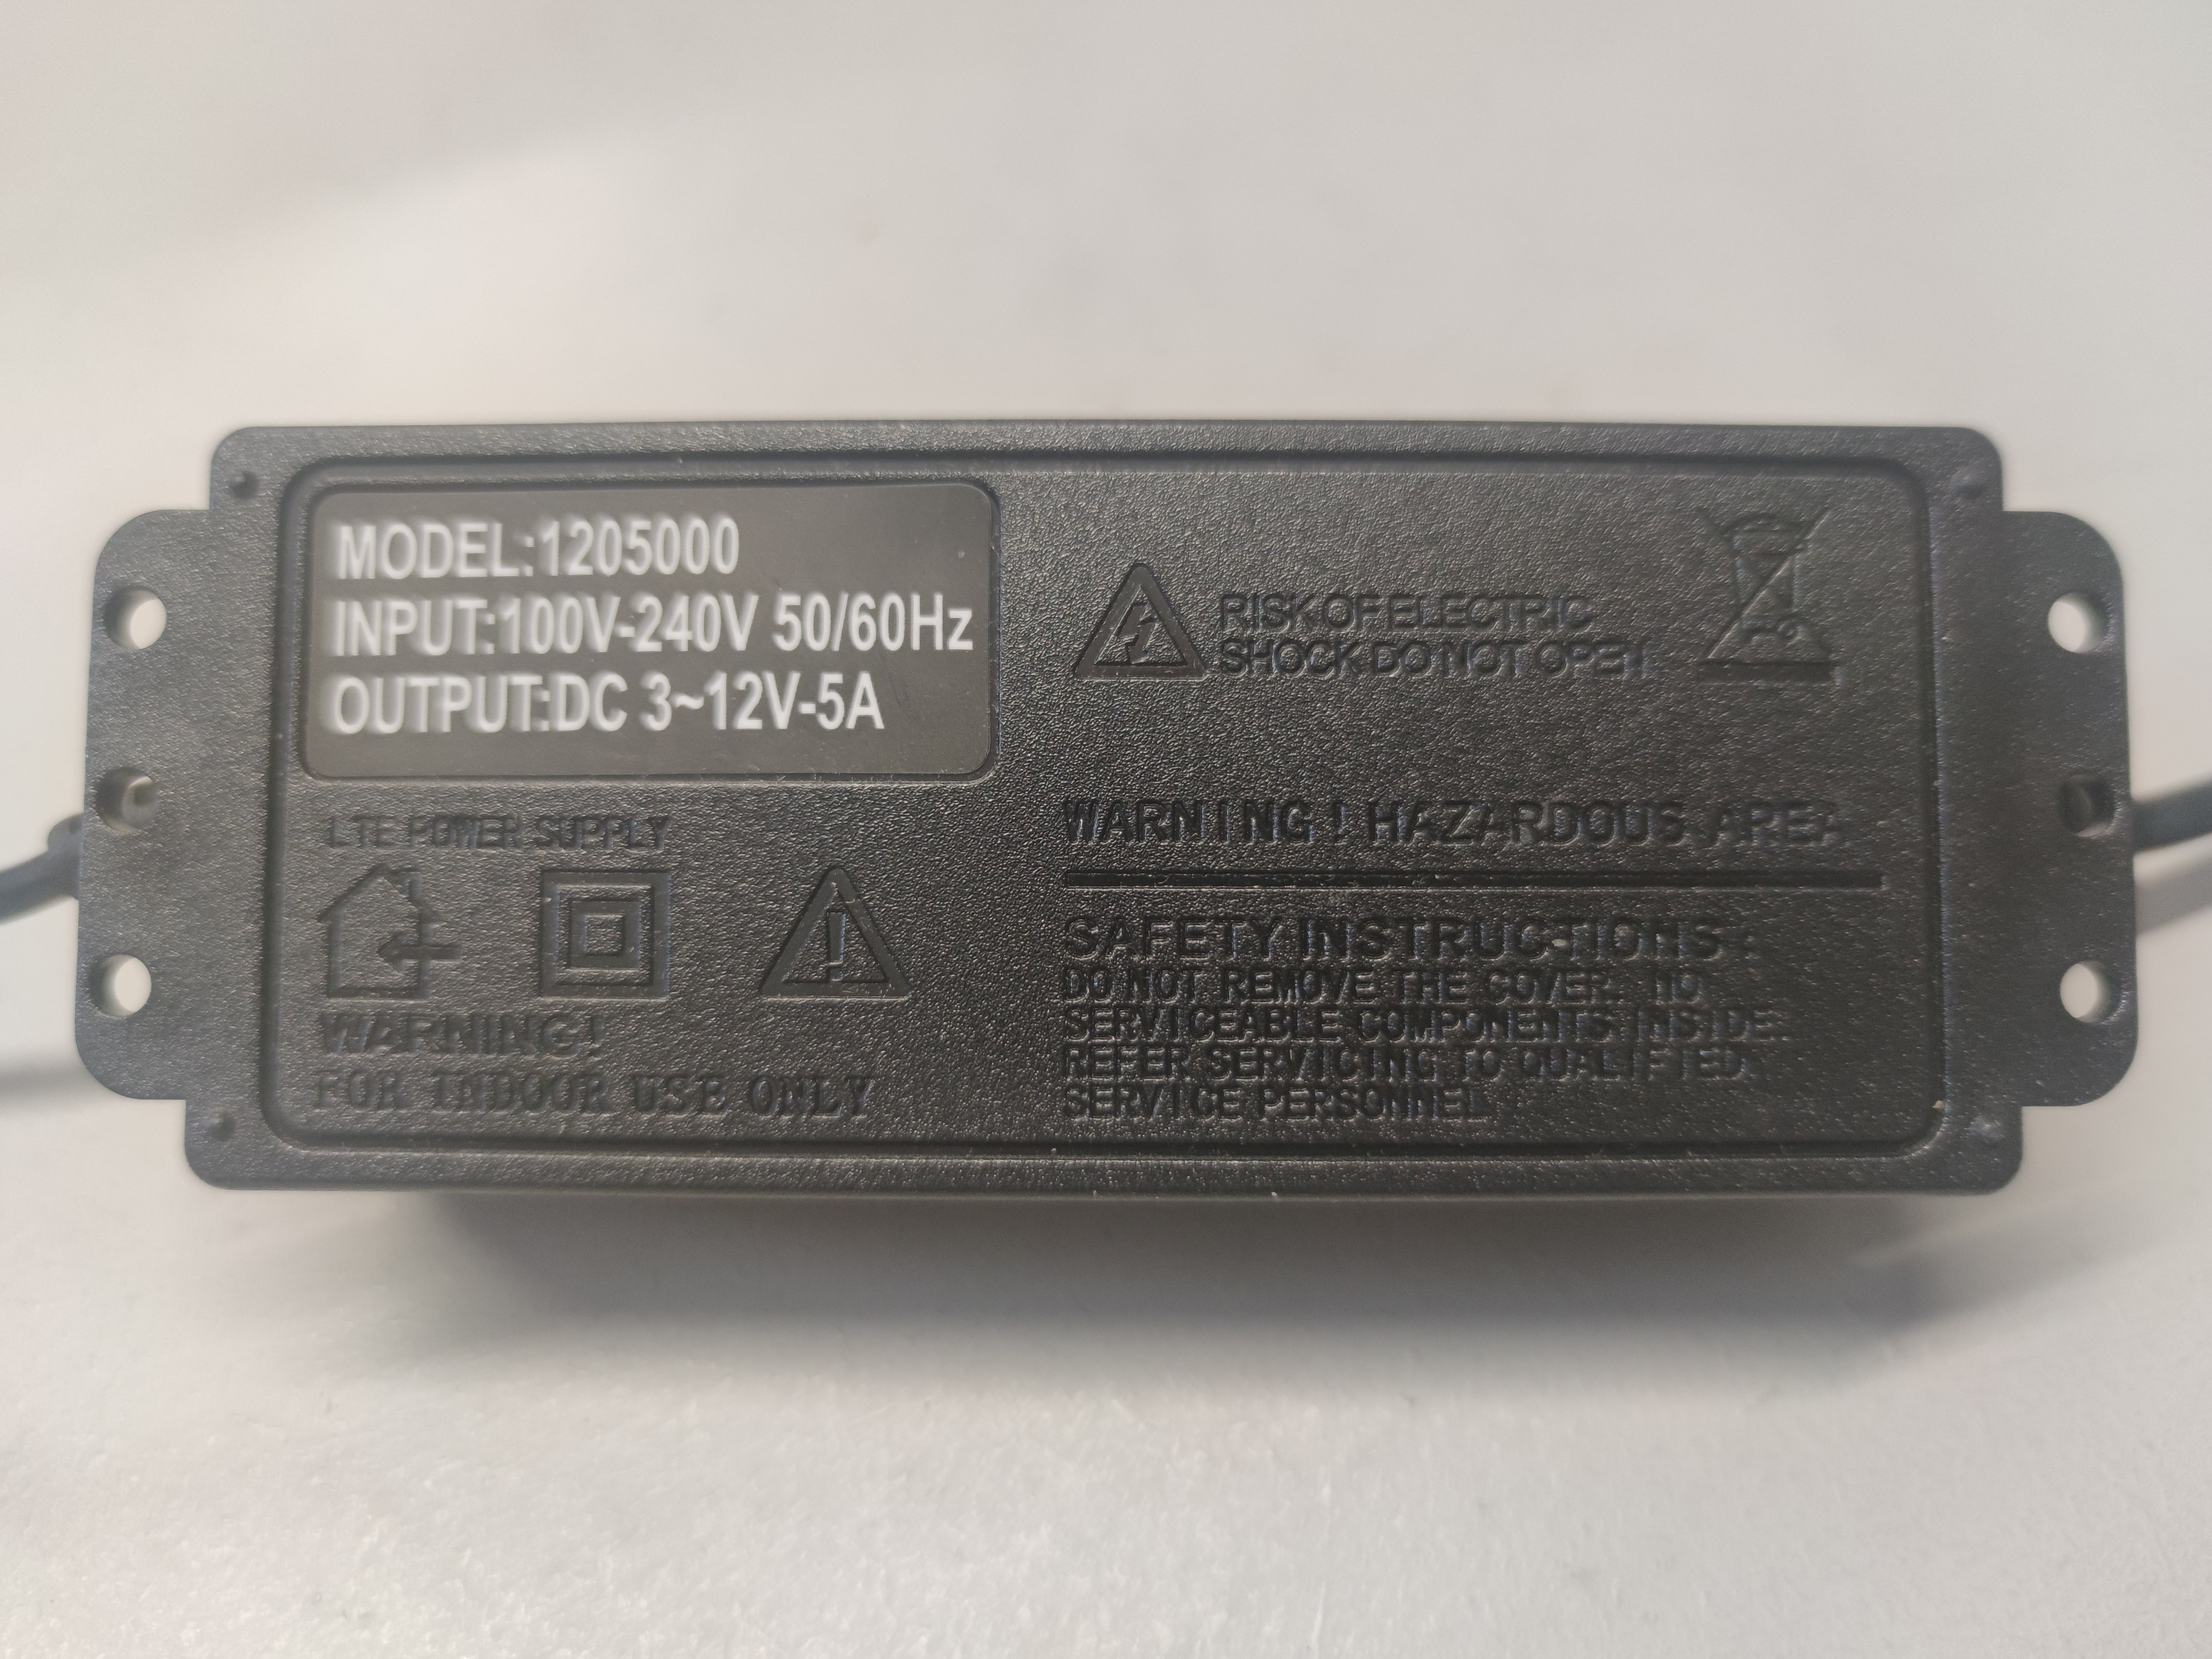 MODEL:1205000
INPUT:100V-240V 50/60Hz
OUTPUT:DC 3~12V-5A
LTE POWER SUPPLY
WARNING!
FOR INDOOR USE ONLY
RISK OF ELECTRIC
SHOCK DO NOT OPEN
WARNING! HAZARDOUS AREA
SAFETY INSTRUCTIONS:
DO NOT REMOVE THE COVER. NO
SERVICEABLE COMPONENTS INSIDE.
REFER SERVICING TO QUALIFIED
SERVICE PERSONNEL.